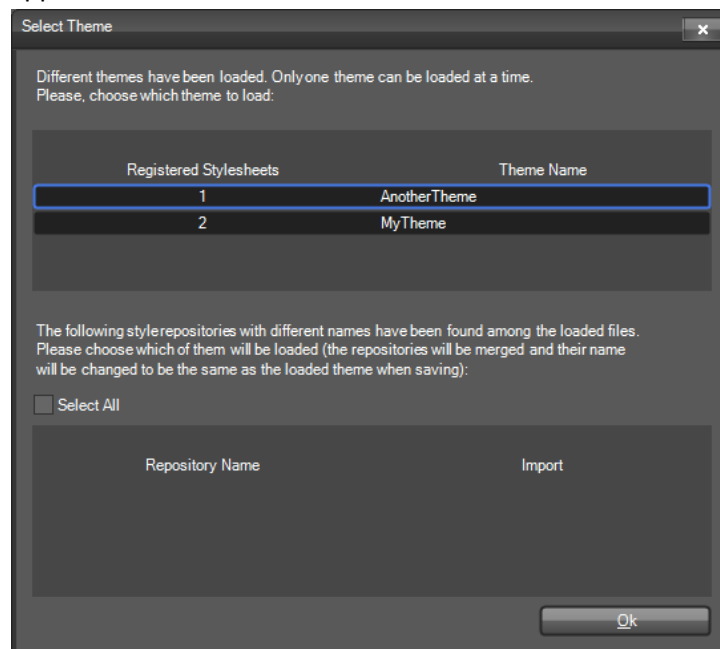 Select Theme
Different themes have been loaded. Only one theme can be loaded at a time.
Please, choose which theme to load:
Registered Stylesheets Theme Name
1 AnotherTheme
2 MyTheme
The following style repositories with different names have been found among the loaded files.
Please choose which of them will be loaded (the repositories will be merged and their name
will be changed to be the same as the loaded theme when saving):
Select All
Repository Name Import
Ok